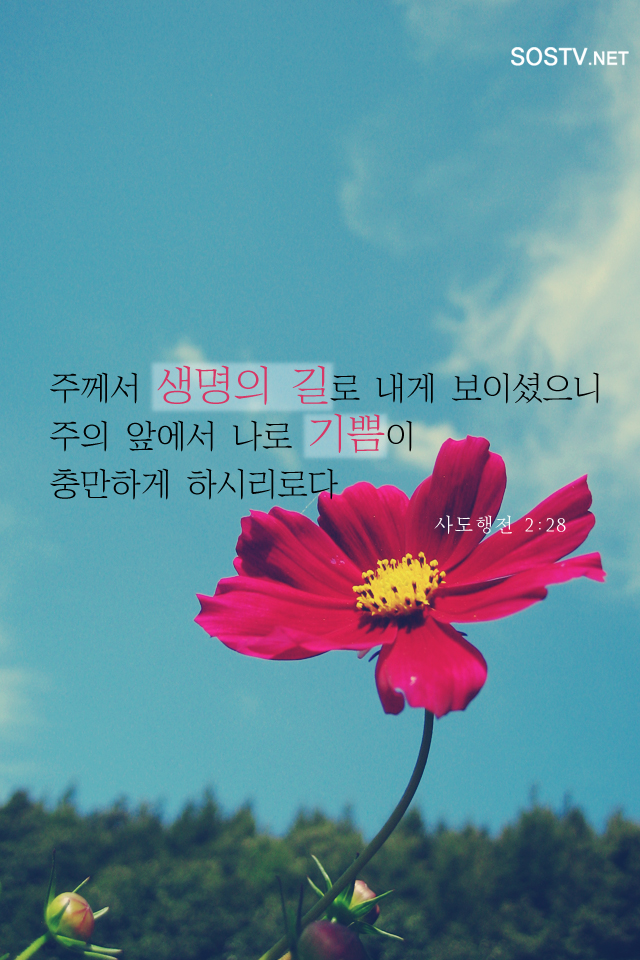 SOSTV.NET
주께서 생명의 길로 내게 보이셨으니
주의 앞에서 나로 기쁨이
충만하게 하시리로다
사도행전 2:28